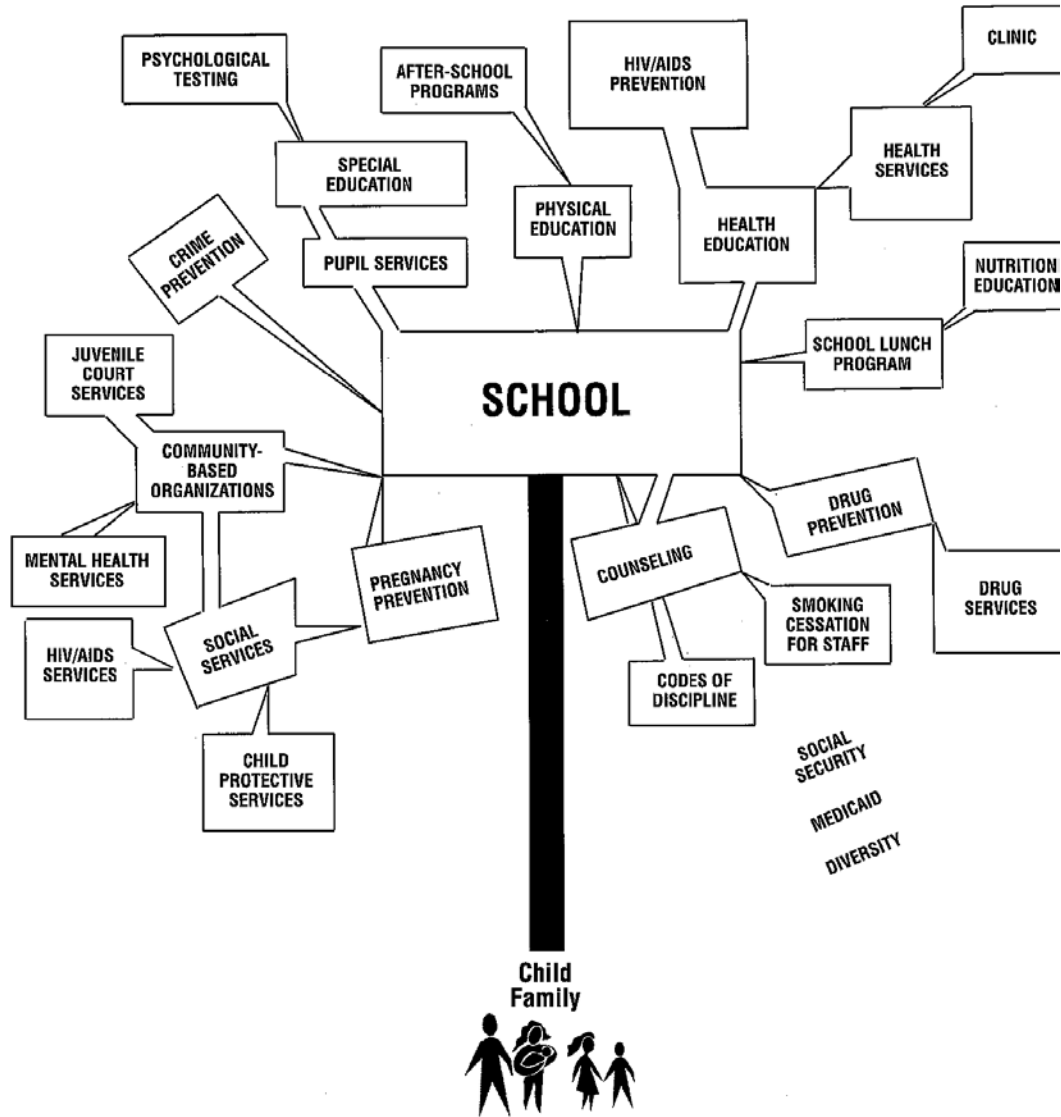 PSYCHOLOGICAL
TESTING
AFTER-SCHOOL
PROGRAMS
HIV/AIDS
PREVENTION
CLINIC
SPECIAL
EDUCATION
HEALTH
SERVICES
PHYSICAL
EDUCATION
HEALTH
EDUCATION
CRIME
PREVENTION
PUPIL SERVICES
NUTRITION
EDUCATION
JUVENILE
COURT
SERVICES
SCHOOL LUNCH
PROGRAM
SCHOOL
COMMUNITY-
BASED
ORGANIZATIONS
DRUG
PREVENTION
MENTAL HEALTH
SERVICES
PREGNANCY
PREVENTION
COUNSELING
DRUG
SERVICES
SMOKING
CESSATION
FOR STAFF
HIV/AIDS
SERVICES
SOCIAL
SERVICES
CODES OF
DISCIPLINE
CHILD
PROTECTIVE
SERVICES
SOCIAL
SECURITY
MEDICAID
DIVERSITY
Child
Family